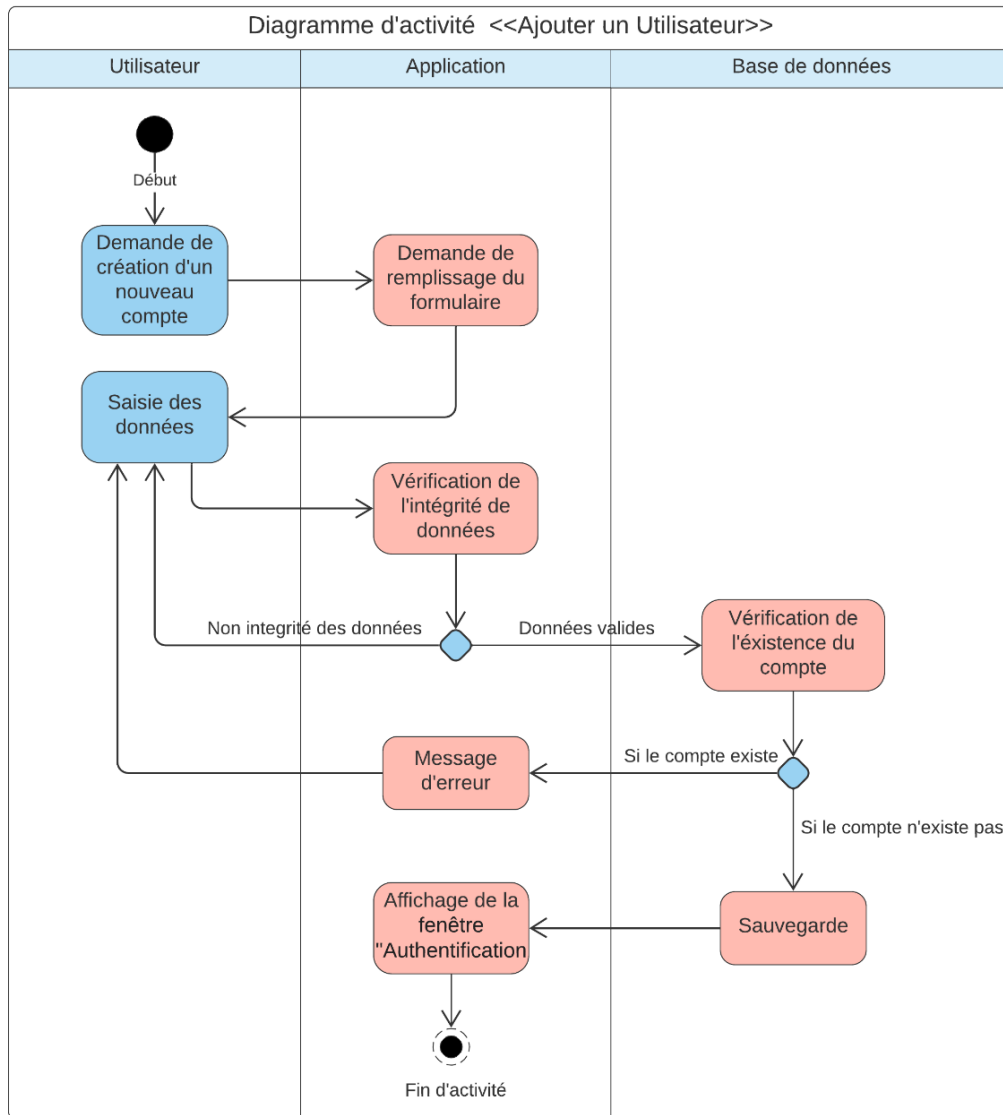 Diagramme d'activité <<Ajouter un Utilisateur>>
Utilisateur
Application
Base de données
Début
Demande de
création d'un
nouveau
compte
Demande de
remplissage du
formulaire
Saisie des
données
Vérification de
l'intégrité de
données
Non integrité des données
Données valides
Vérification de
l'éxistence du
compte
Message
d'erreur
Si le compte existe
Si le compte n'existe pas
Affichage de la
fenêtre
"Authentification
Sauvegarde
Fin d'activité